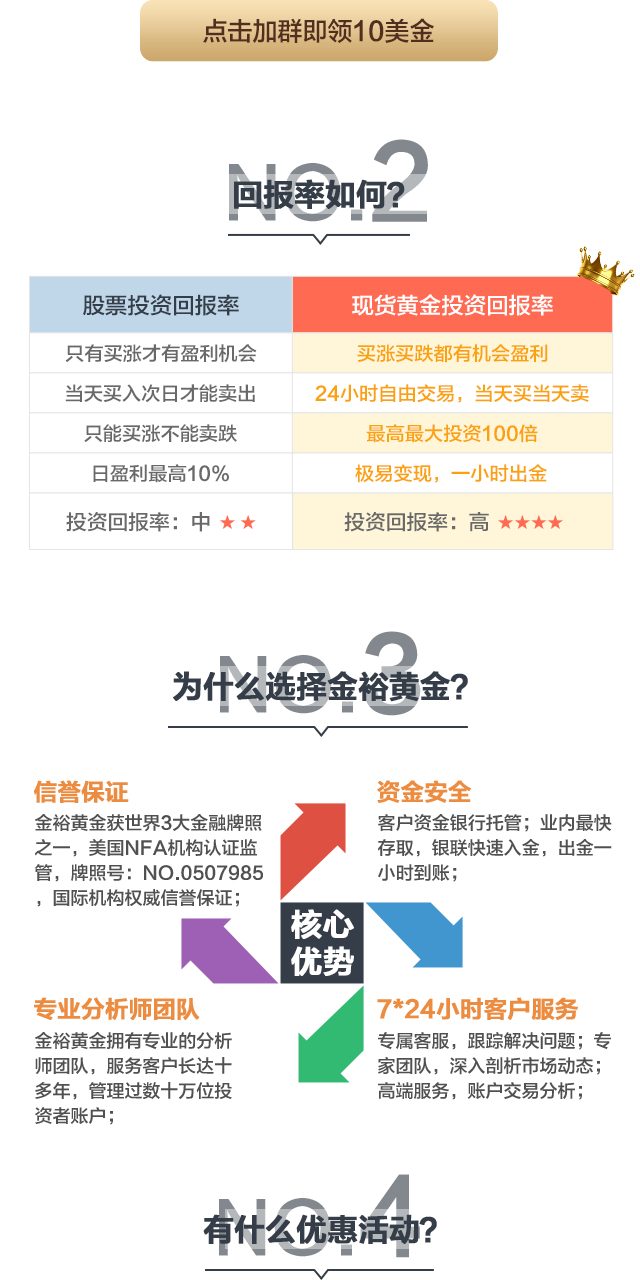 点击加群即领10美金
NO.2
回报率如何?
股票投资回报率
现货黄金投资回报率
只有买涨才有盈利机会
买涨买跌都有机会盈利
当天买入次日才能卖出
24小时自由交易，当天买当天卖
只能买涨不能卖跌
最高最大投资100倍
日盈利最高10%
极易变现，一小时出金
投资回报率：中 ★ ★
投资回报率：高 ★★★★
NO.3
为什么选择金裕黄金?
信誉保证
金裕黄金获世界3大金融牌照
之一，美国NFA机构认证监
管，牌照号：NO.0507985
，国际机构权威信誉保证；
资金安全
客户资金银行托管；业内最快
存取，银联快速入金，出金一
小时到账；
核心
优势
专业分析师团队
金裕黄金拥有专业的分析
师团队，服务客户长达十
多年，管理过数十万位投
资者账户；
7*24小时客户服务
专属客服，跟踪解决问题；专
家团队，深入剖析市场动态；
高端服务，账户交易分析；
NO.4
有什么优惠活动?